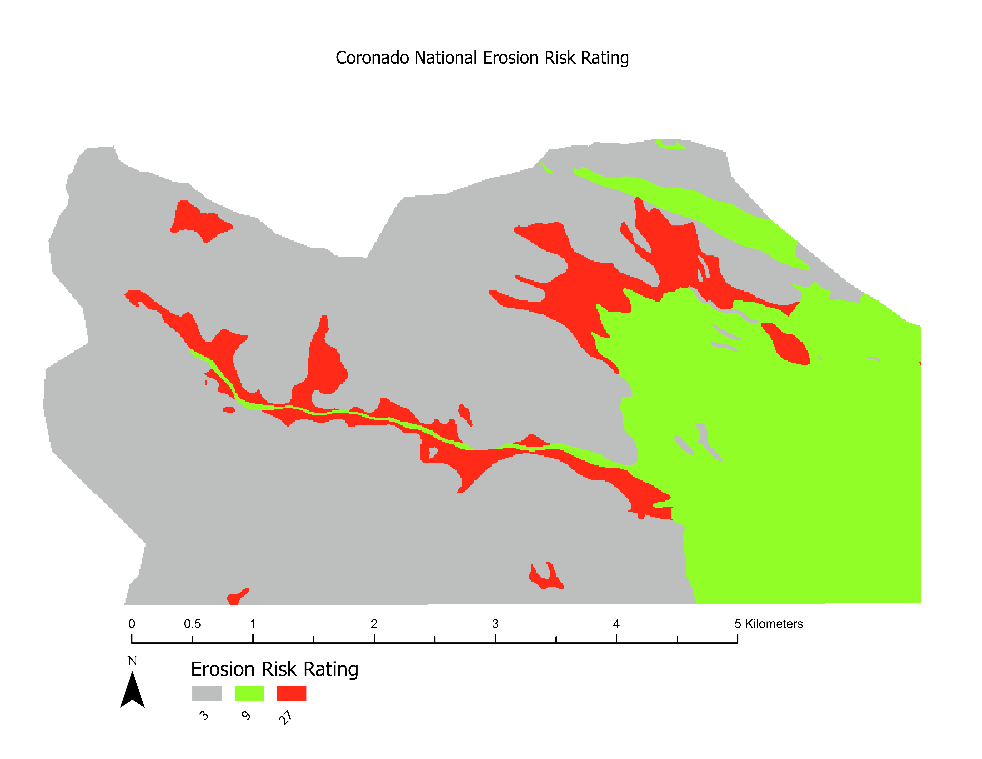 Coronado National Erosion Risk Rating
0 0.5 1 2 3 4 5 Kilometers
N
Erosion Risk Rating
3 9 27